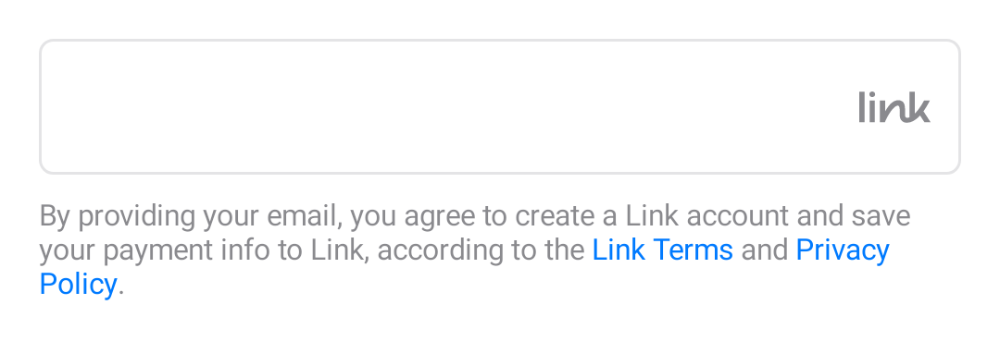 link
By providing your email, you agree to create a Link account and save
your payment info to Link, according to the Link Terms and Privacy
Policy.